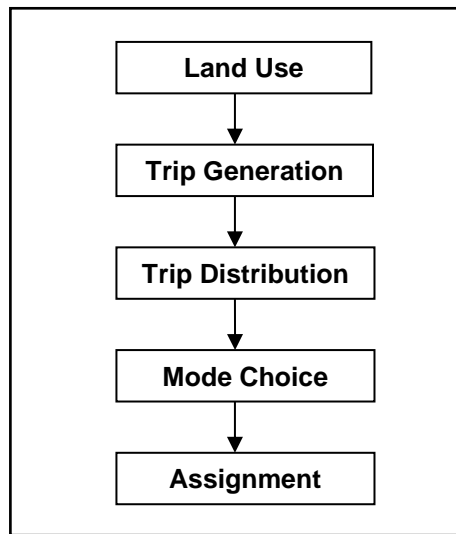 Land Use
Trip Generation
Trip Distribution
Mode Choice
Assignment